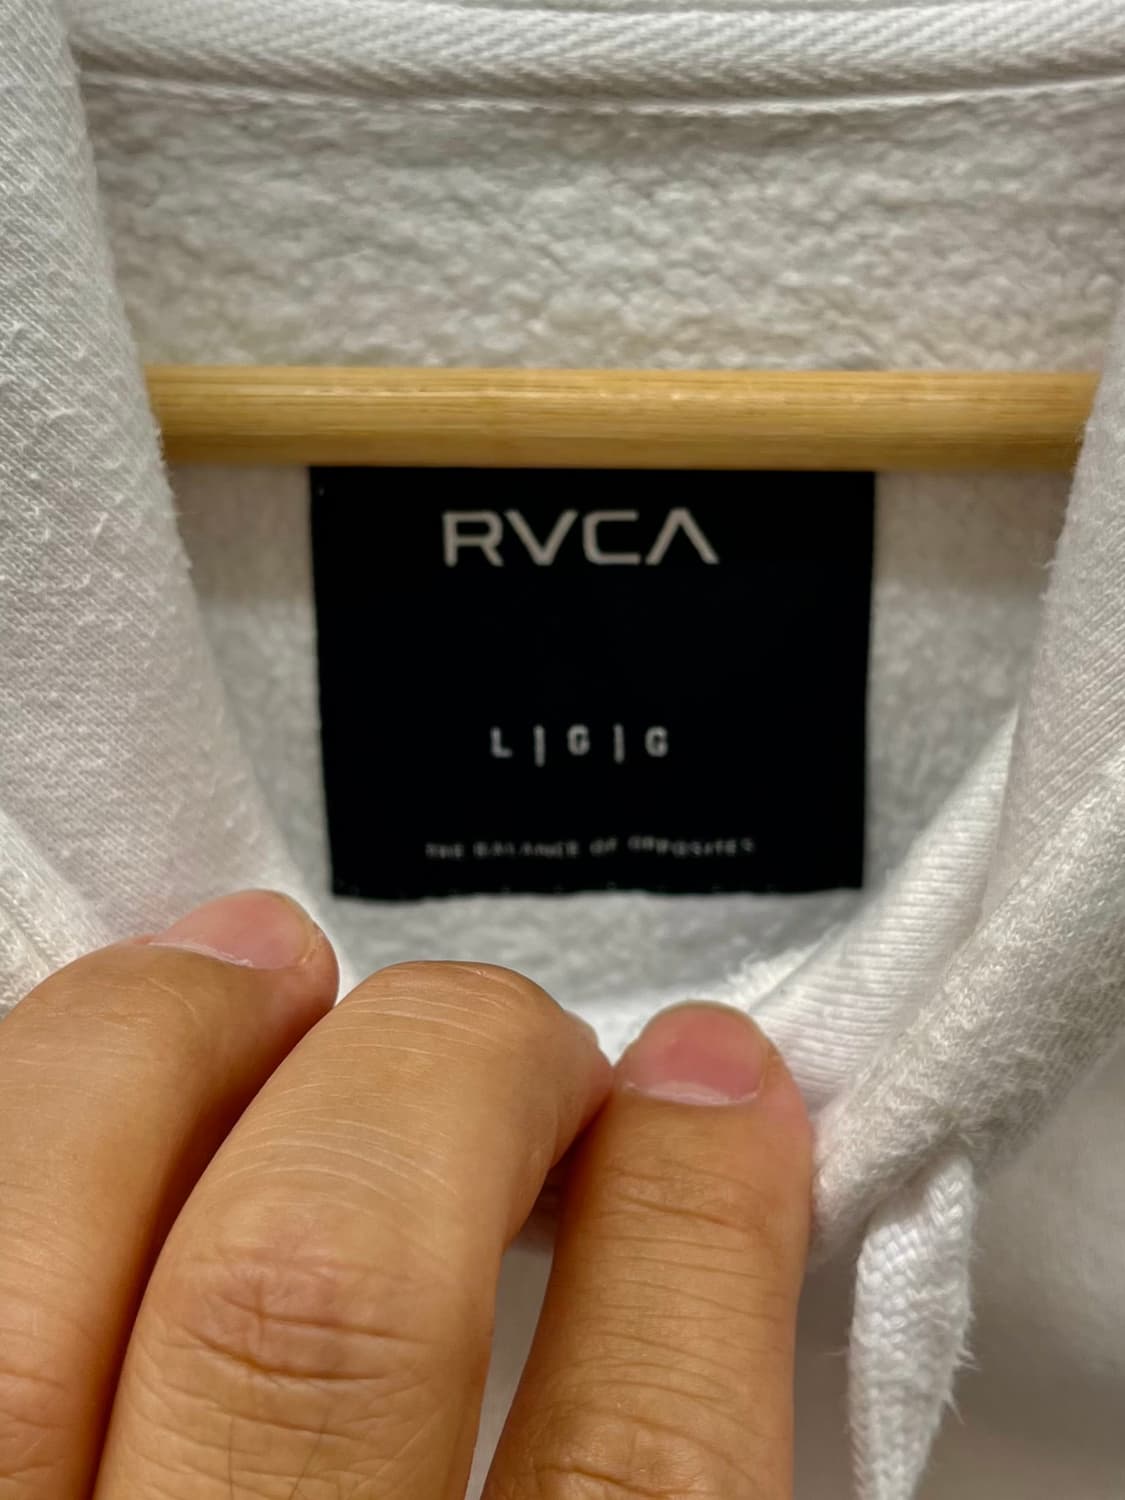 RVCA
L | G | G
THE BALANCE OF OPPOSITES